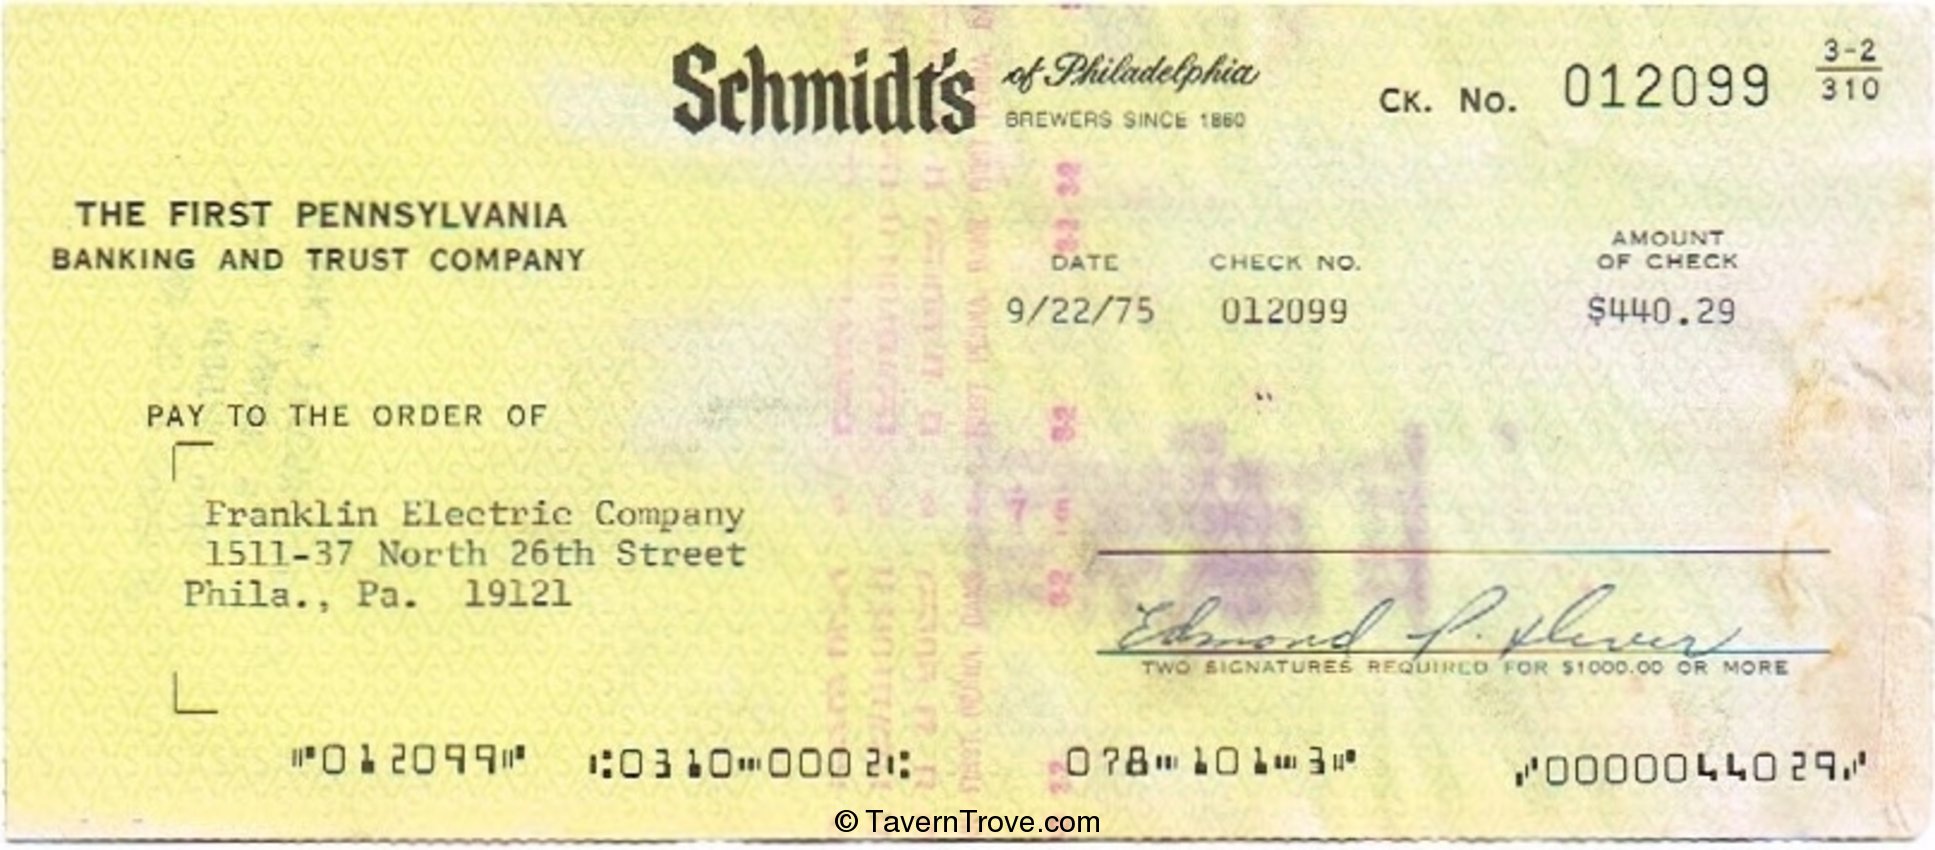 Schmidt's of Philadelphia
BREWERS SINCE 1860
CK. No. 012099
3-2
310
THE FIRST PENNSYLVANIA
BANKING AND TRUST COMPANY
DATE CHECK NO. AMOUNT
OF CHECK
9/22/75 012099 $440.29
PAY TO THE ORDER OF
Franklin Electric Company
1511-37 North 26th Street
Phila., Pa. 19121
Edmond P.
TWO SIGNATURES REQUIRED FOR $1000.00 OR MORE
⑈012099⑈ ⑆0310⑉0002⑆ 078⑉101⑉3⑈ ⑇0000044029⑇
© TavernTrove.com